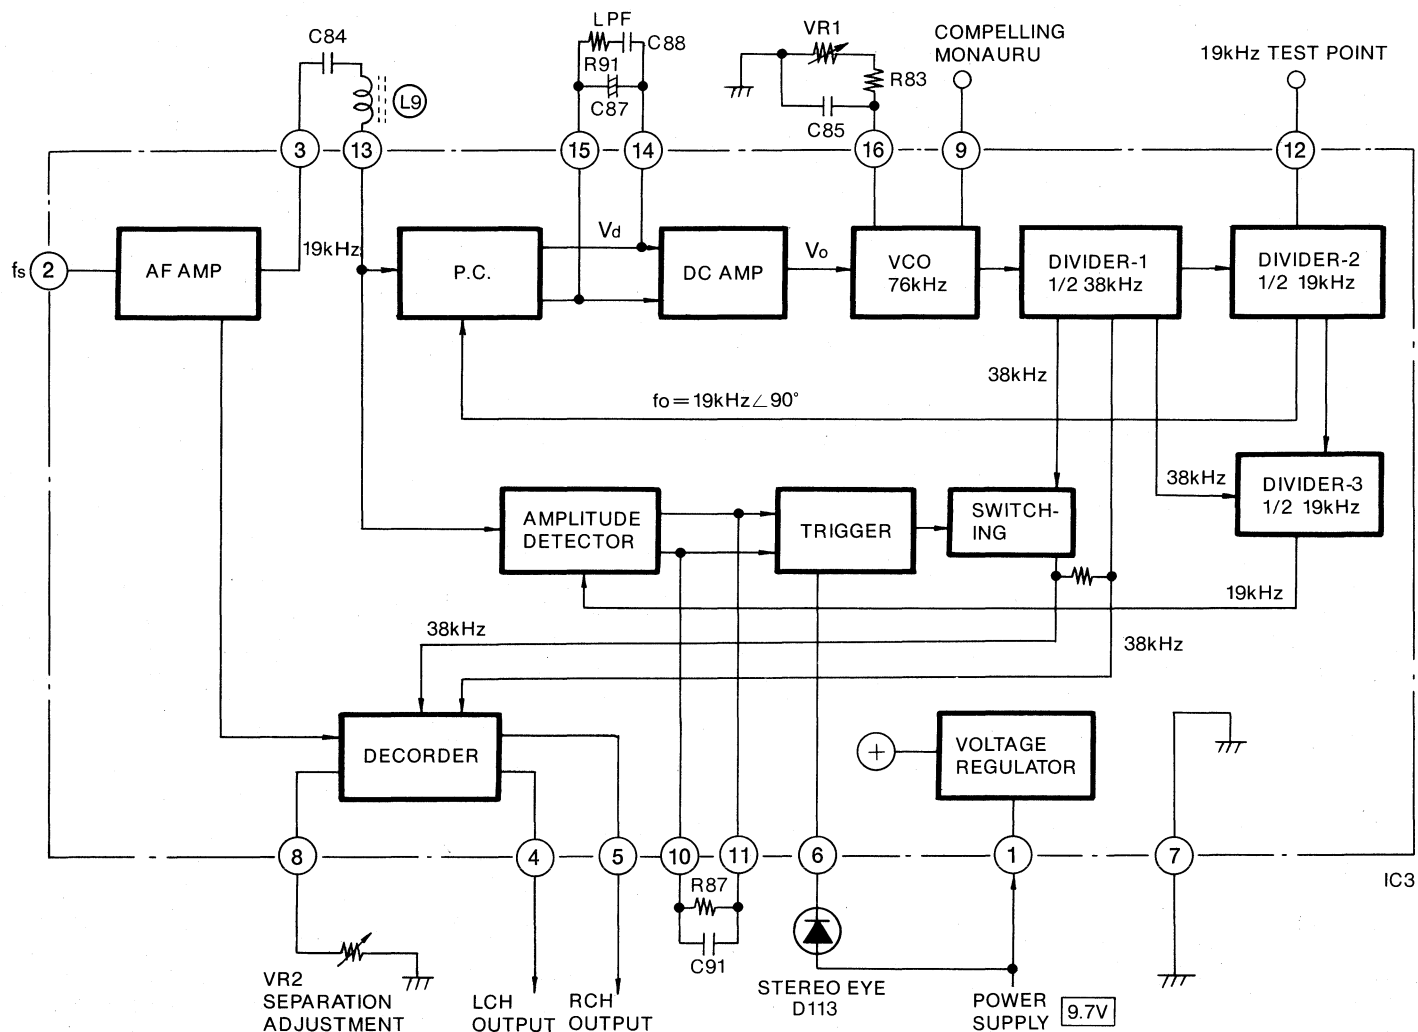 LPF
C84
C88
R91
C87
L9
VR1
R83
C85
COMPELLING
MONAURU
19kHz TEST POINT
3
13
15
14
16
9
12
fs
2
AF AMP
19kHz
P.C.
Vd
DC AMP
Vo
VCO
76kHz
DIVIDER-1
1/2 38kHz
DIVIDER-2
1/2 19kHz
38kHz
fo=19kHz∠90°
38kHz
DIVIDER-3
1/2 19kHz
AMPLITUDE
DETECTOR
TRIGGER
SWITCH-
ING
19kHz
38kHz
38kHz
DECORDER
+
VOLTAGE
REGULATOR
8
4
5
10
11
6
1
7
IC3
R87
C91
VR2
SEPARATION
ADJUSTMENT
LCH
OUTPUT
RCH
OUTPUT
STEREO EYE
D113
POWER
SUPPLY
9.7V